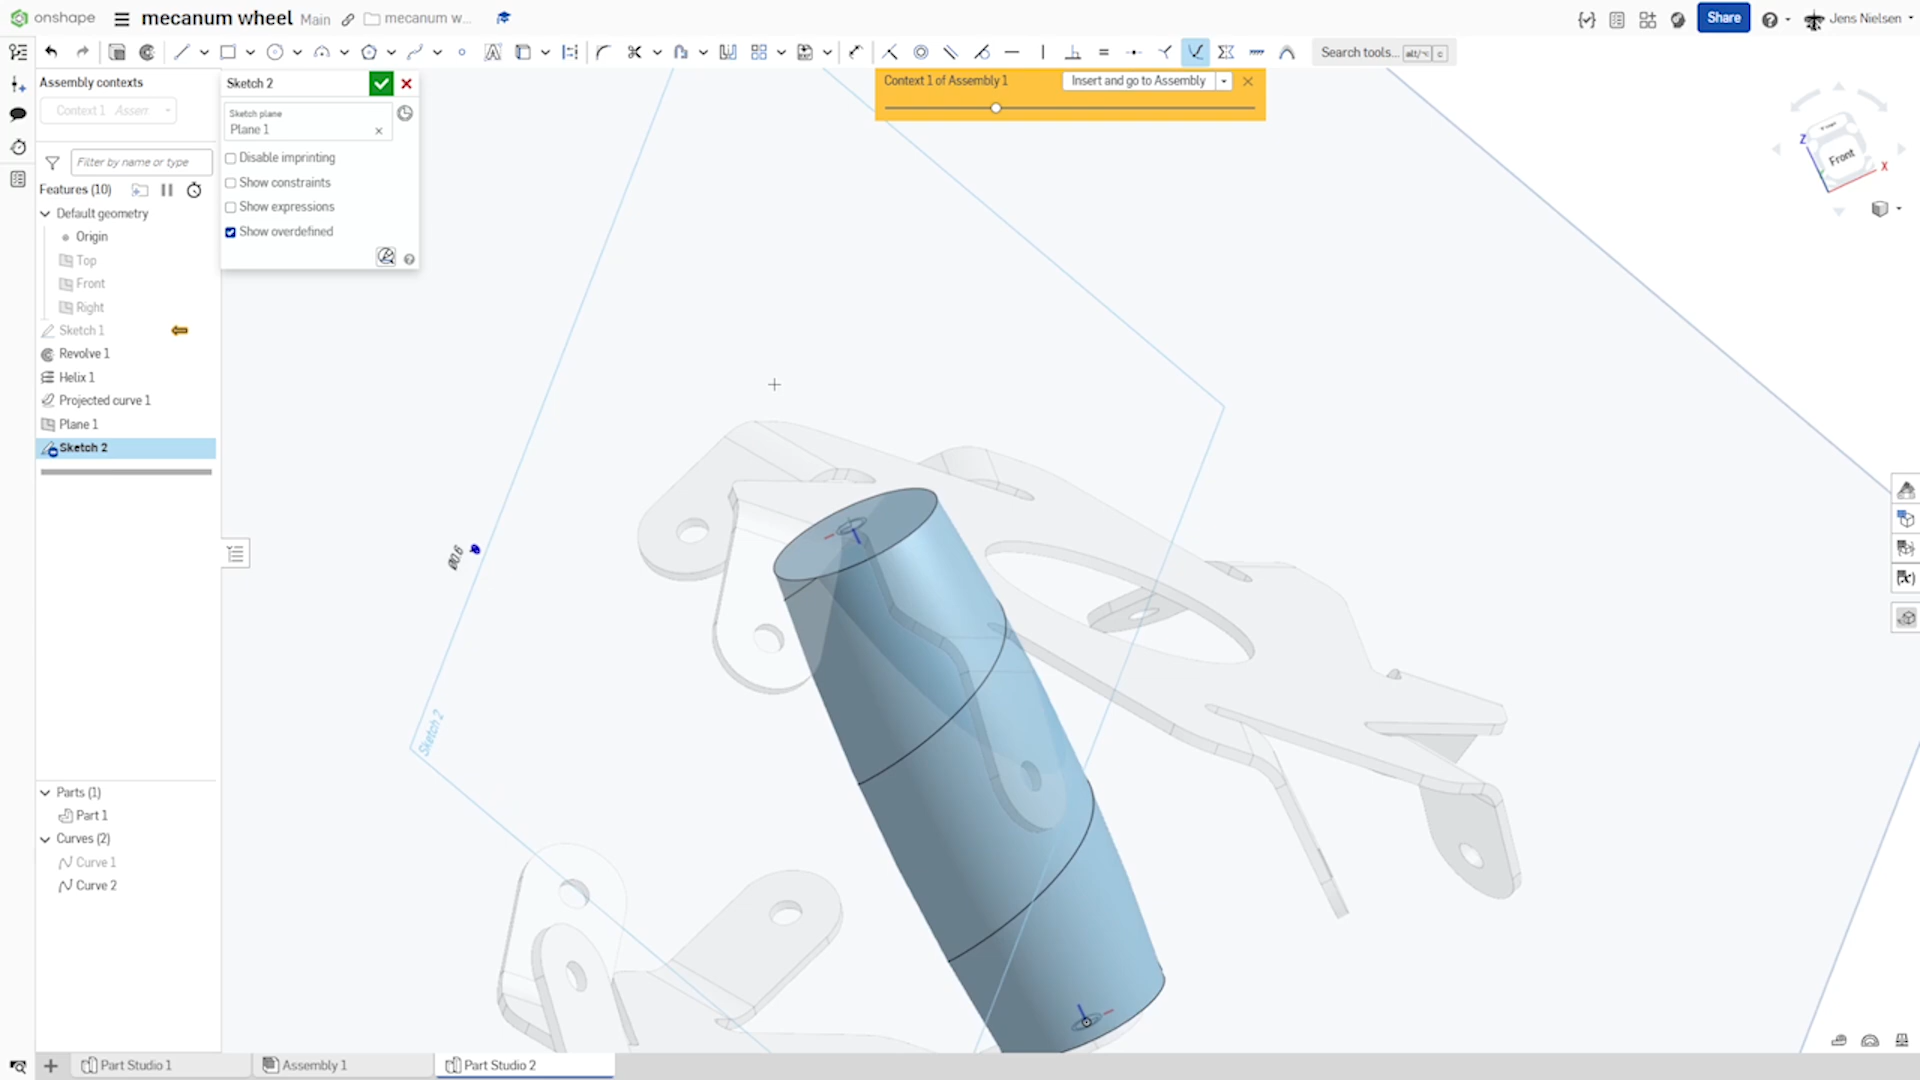 onshape mecanum wheel Main mecanum w...
Share
Jens Nielsen
Search tools... alt/⌥ c
Assembly contexts
Context 1 Assem
Filter by name or type
Features (10)
Default geometry
Origin
Top
Front
Right
Sketch 1
Revolve 1
Helix 1
Projected curve 1
Plane 1
Sketch 2
Parts (1)
Part 1
Curves (2)
Curve 1
Curve 2
Sketch 2
Sketch plane
Plane 1
Disable imprinting
Show constraints
Show expressions
Show overdefined
Context 1 of Assembly 1
Insert and go to Assembly
Z
Front
X
Ø0.6
Sketch 2
(x)
Part Studio 1
Assembly 1
Part Studio 2